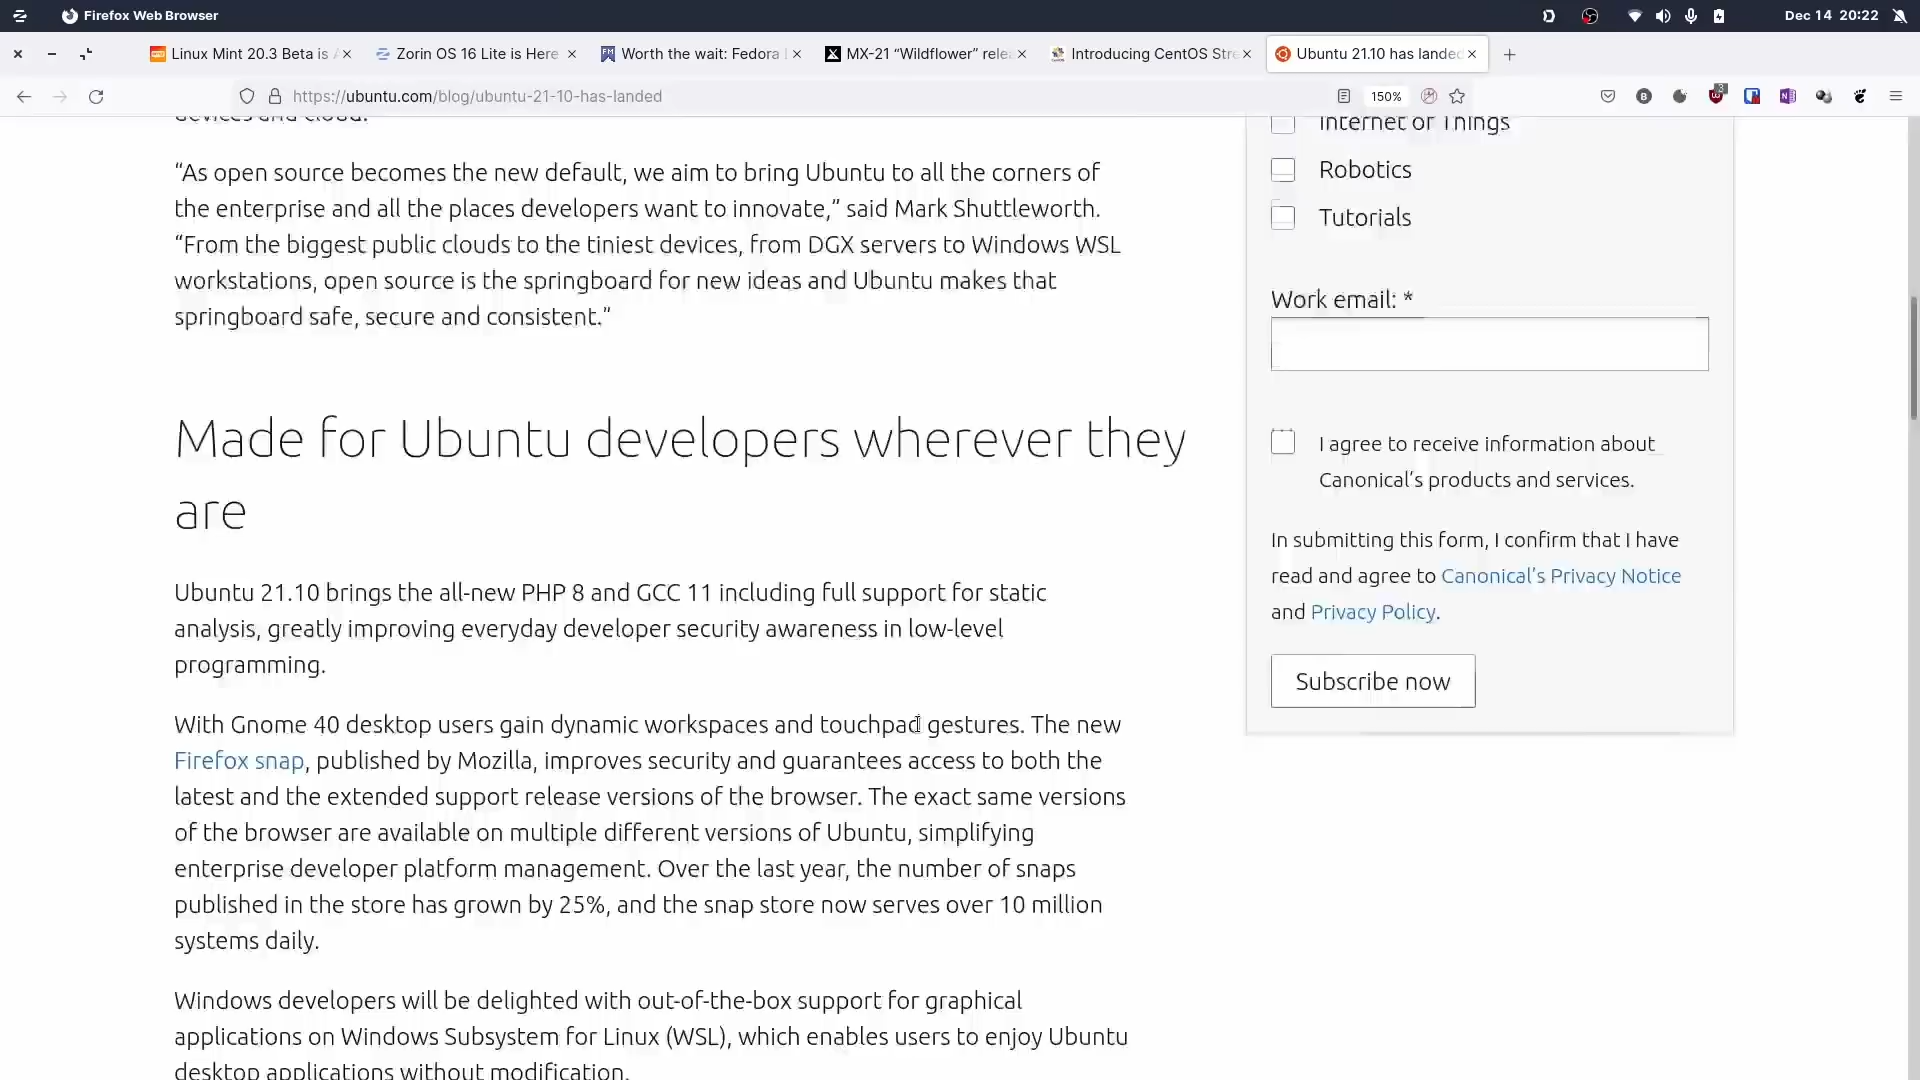 Firefox Web Browser
Dec 14 20:22
Linux Mint 20.3 Beta is
Zorin OS 16 Lite is Here
Worth the wait: Fedora
MX-21 “Wildflower” rele
Introducing CentOS Stre
Ubuntu 21.10 has landed
https://ubuntu.com/blog/ubuntu-21-10-has-landed
150%
3
devices and cloud.
“As open source becomes the new default, we aim to bring Ubuntu to all the corners of
the enterprise and all the places developers want to innovate,” said Mark Shuttleworth.
“From the biggest public clouds to the tiniest devices, from DGX servers to Windows WSL
workstations, open source is the springboard for new ideas and Ubuntu makes that
springboard safe, secure and consistent.”
Made for Ubuntu developers wherever they
are
Ubuntu 21.10 brings the all-new PHP 8 and GCC 11 including full support for static
analysis, greatly improving everyday developer security awareness in low-level
programming.
With Gnome 40 desktop users gain dynamic workspaces and touchpad gestures. The new
Firefox snap, published by Mozilla, improves security and guarantees access to both the
latest and the extended support release versions of the browser. The exact same versions
of the browser are available on multiple different versions of Ubuntu, simplifying
enterprise developer platform management. Over the last year, the number of snaps
published in the store has grown by 25%, and the snap store now serves over 10 million
systems daily.
Windows developers will be delighted with out-of-the-box support for graphical
applications on Windows Subsystem for Linux (WSL), which enables users to enjoy Ubuntu
desktop applications without modification.
Internet of Things
Robotics
Tutorials
Work email: *
I agree to receive information about
Canonical’s products and services.
In submitting this form, I confirm that I have
read and agree to Canonical’s Privacy Notice
and Privacy Policy.
Subscribe now